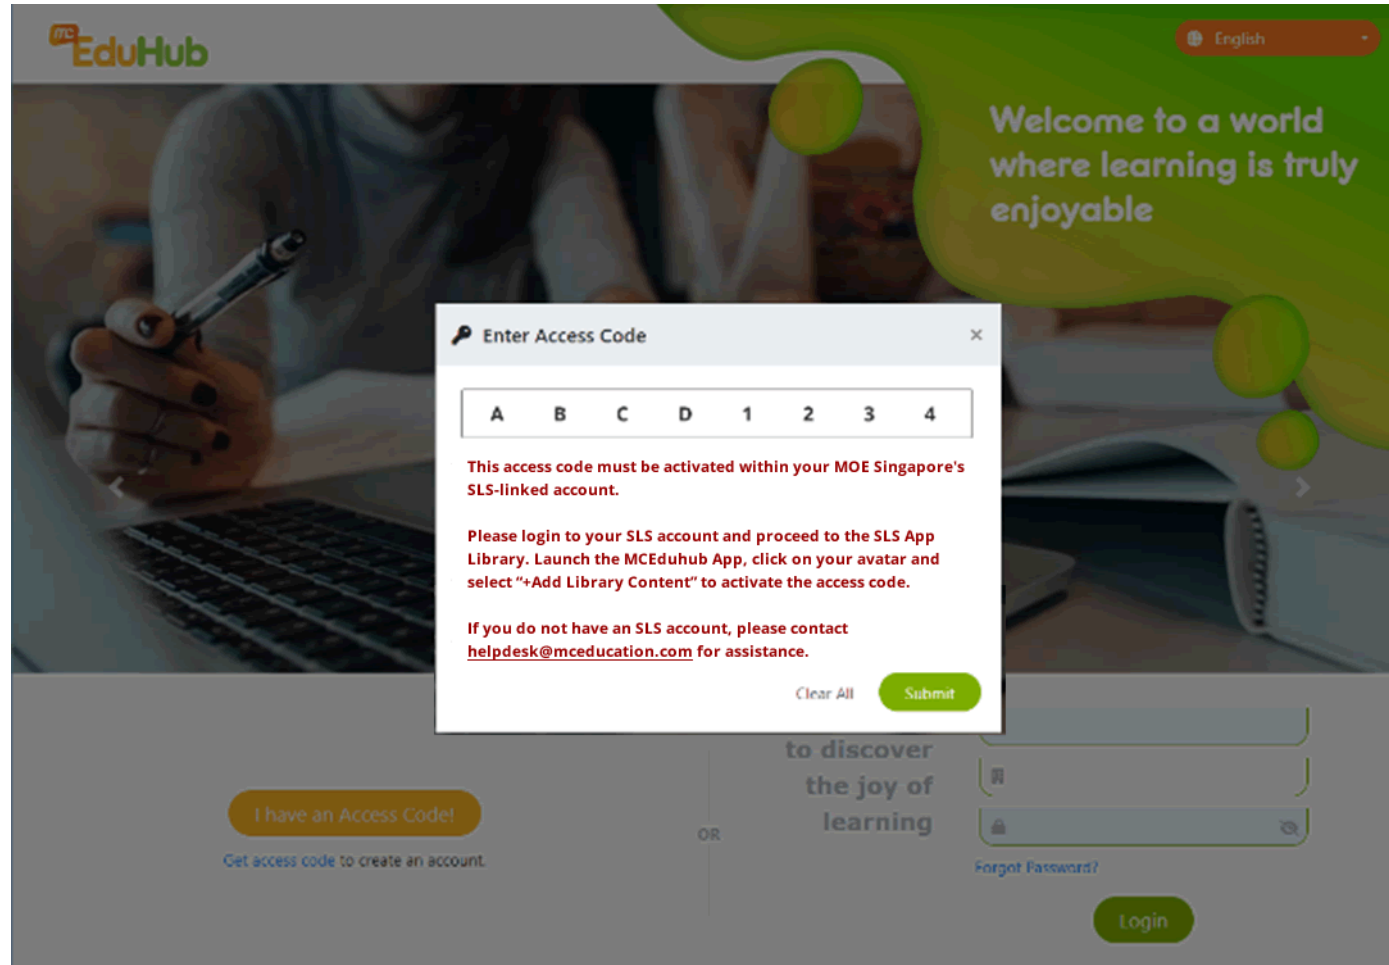 mc
EduHub
English
Welcome to a world
where learning is truly
enjoyable
Enter Access Code
×
A B C D 1 2 3 4
This access code must be activated within your MOE Singapore's
SLS-linked account.
Please login to your SLS account and proceed to the SLS App
Library. Launch the MCEduhub App, click on your avatar and
select “+Add Library Content” to activate the access code.
If you do not have an SLS account, please contact
helpdesk@mceducation.com for assistance.
Clear All Submit
I have an Access Code!
Get access code to create an account.
OR
to discover
the joy of
learning
Forgot Password?
Login